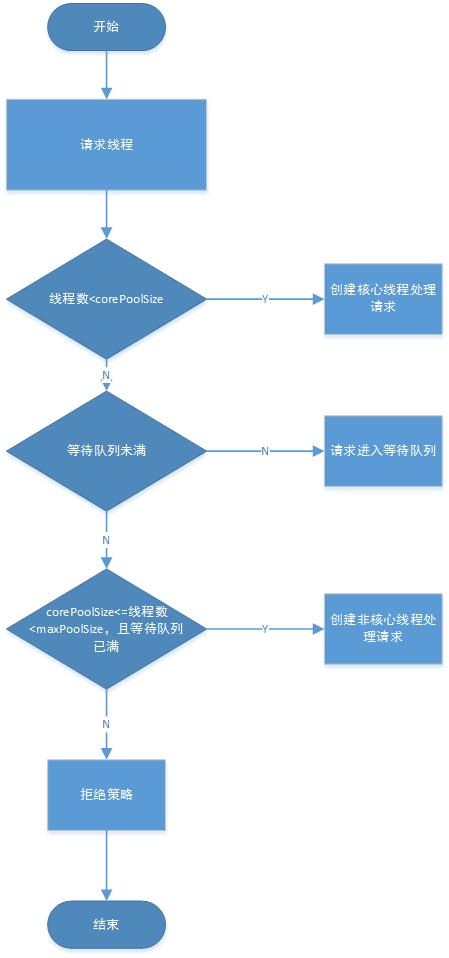 开始
请求线程
线程数<corePoolSize
Y
创建核心线程处理
请求
N
等待队列未满
N
请求进入等待队列
N
corePoolSize<=线程数
<maxPoolSize，且等待队列
已满
Y
创建非核心线程处
理请求
N
拒绝策略
结束